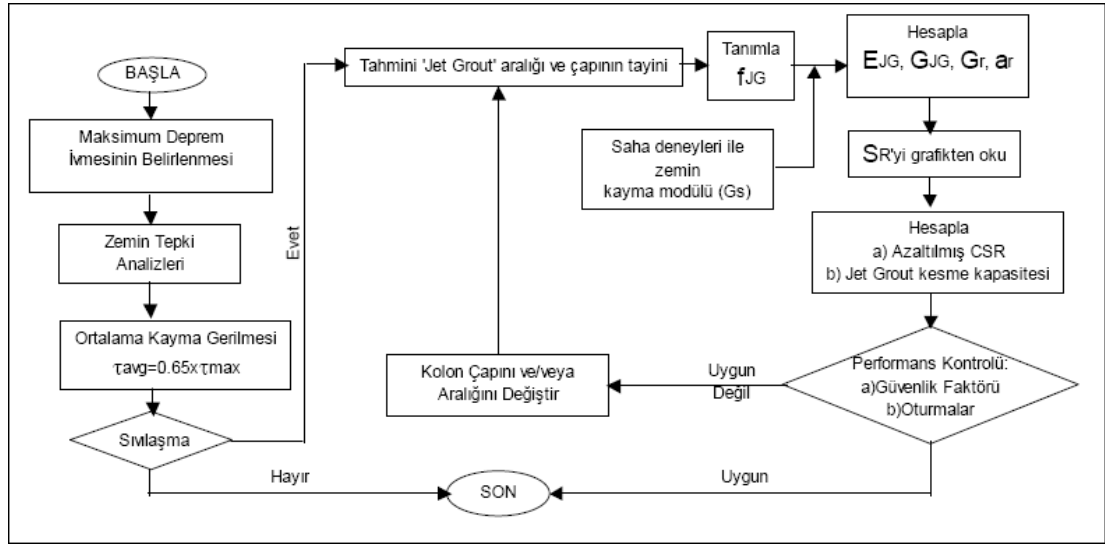 BAŞLA
Maksimum Deprem
İvmesinin Belirlenmesi
Zemin Tepki
Analizleri
Ortalama Kayma Gerilmesi
τavg=0.65xτmax
Sıvılaşma
Evet
Hayır
Tahmini 'Jet Grout' aralığı ve çapının tayini
Tanımla
fJG
Saha deneyleri ile
zemin
kayma modülü (Gs)
Hesapla
EJG, GJG, Gr, ar
SR'yi grafikten oku
Hesapla
a) Azaltılmış CSR
b) Jet Grout kesme kapasitesi
Performans Kontrolü:
a)Güvenlik Faktörü
b)Oturmalar
Uygun
Değil
Kolon Çapını ve/veya
Aralığını Değiştir
Uygun
SON